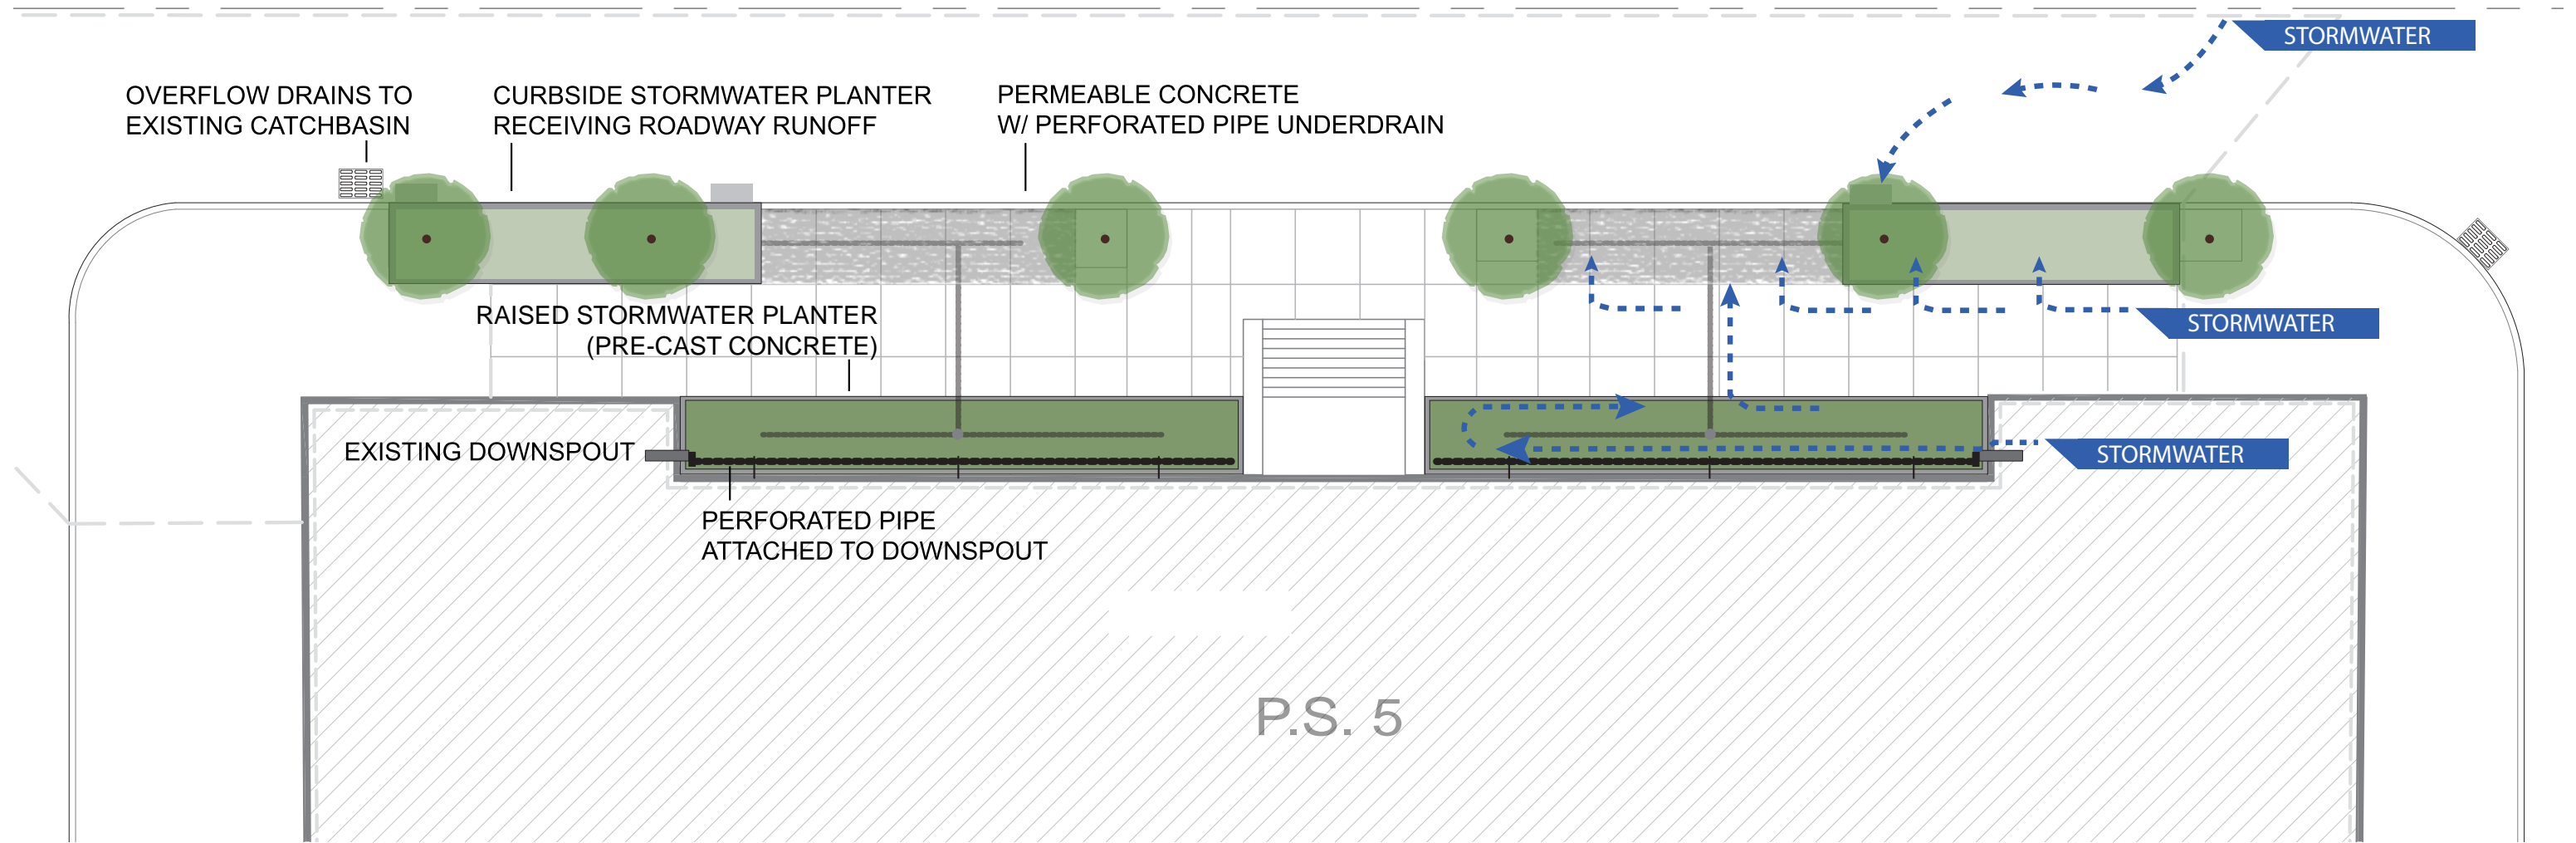 STORMWATER
OVERFLOW DRAINS TO
EXISTING CATCHBASIN
CURBSIDE STORMWATER PLANTER
RECEIVING ROADWAY RUNOFF
PERMEABLE CONCRETE
W/ PERFORATED PIPE UNDERDRAIN
RAISED STORMWATER PLANTER
(PRE-CAST CONCRETE)
STORMWATER
EXISTING DOWNSPOUT
STORMWATER
PERFORATED PIPE
ATTACHED TO DOWNSPOUT
P.S. 5